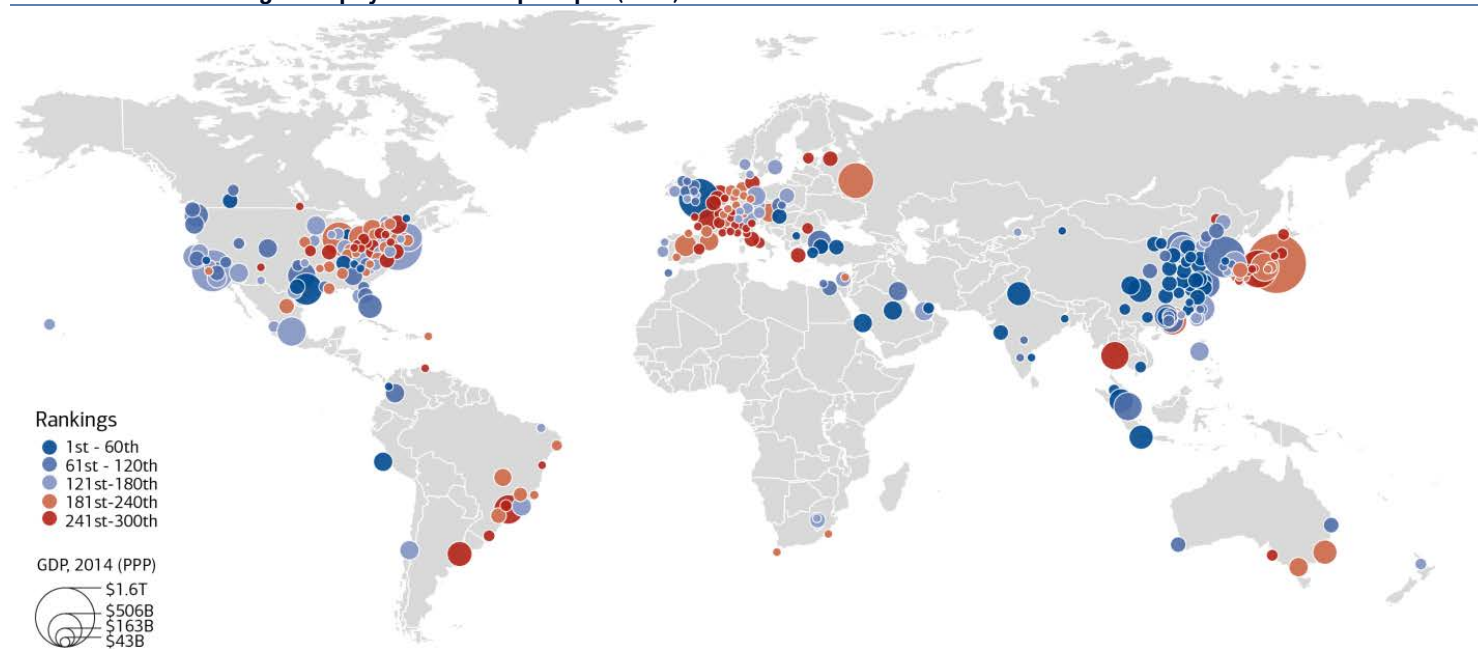 Rankings
1st - 60th
61st - 120th
121st-180th
181st-240th
241st-300th
GDP, 2014 (PPP)
$1.6T
$506B
$163B
$43B